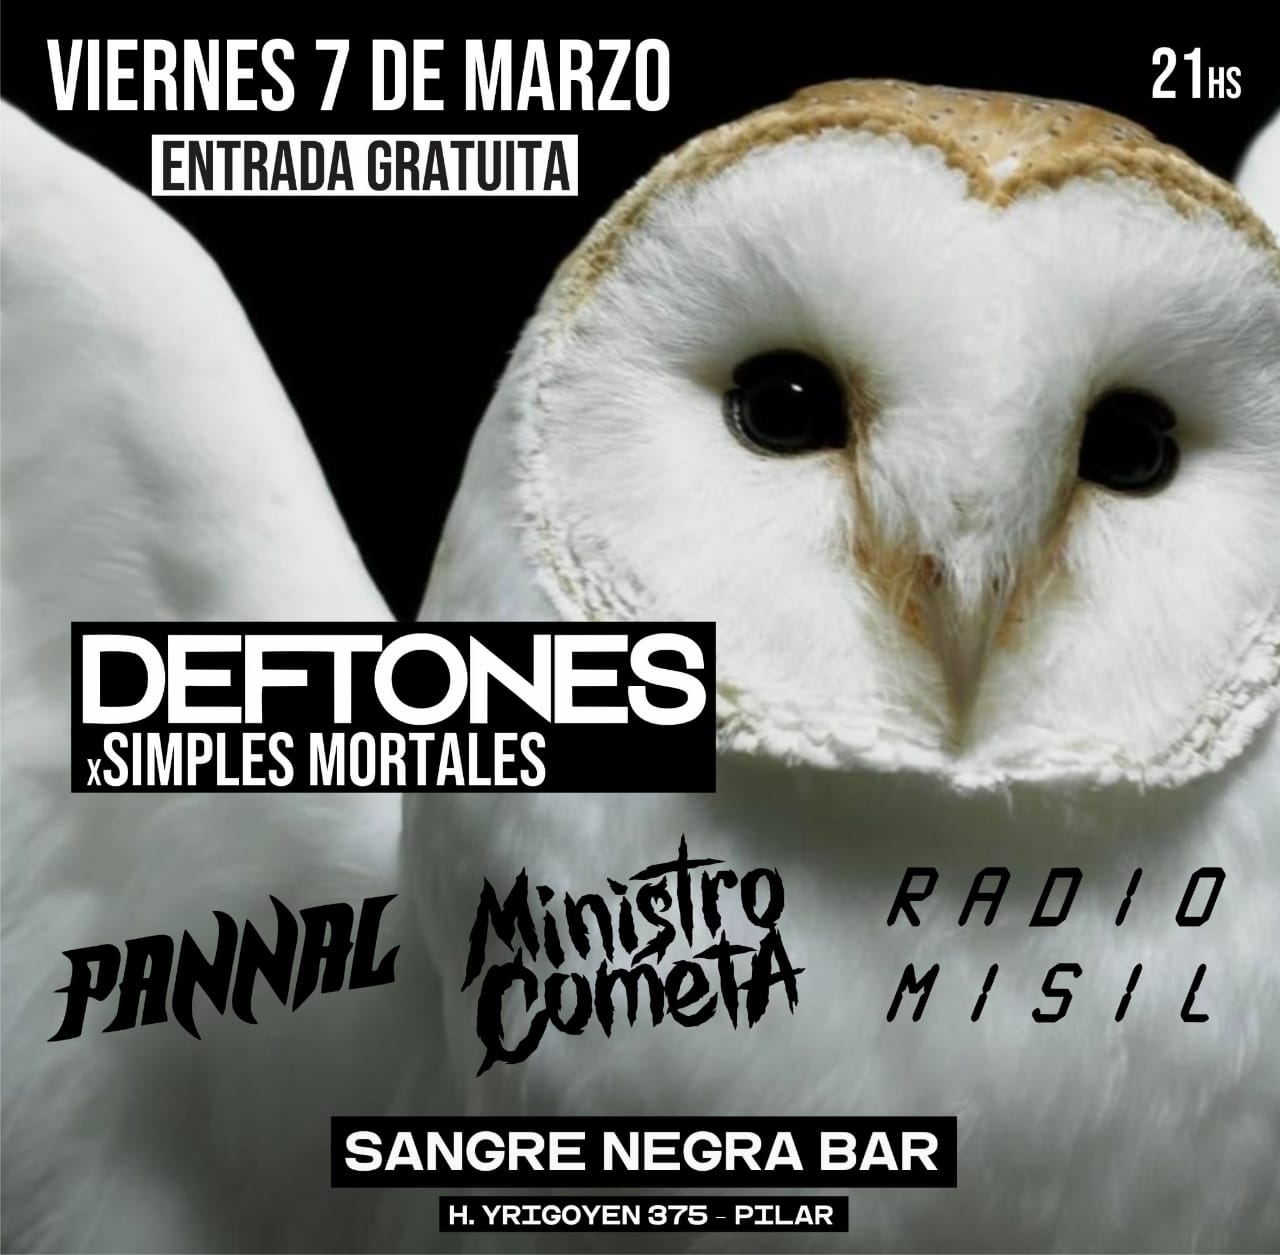 VIERNES 7 DE MARZO
21HS
ENTRADA GRATUITA
DEFTONES
xSIMPLES MORTALES
PANNAL
Ministro
Cometa
RADIO
MISIL
SANGRE NEGRA BAR
H. YRIGOYEN 375 - PILAR